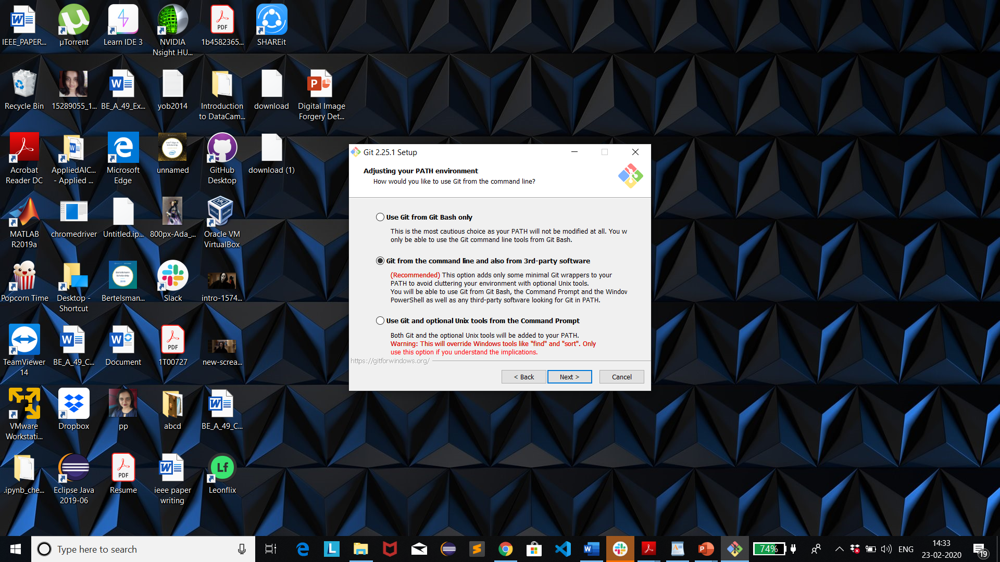 IEEE_PAPER...
µTorrent
Learn IDE 3
NVIDIA
Nsight HU...
1b4582365...
SHAREit
Recycle Bin
15289055_1...
BE_A_49_Ex...
yob2014
Introduction
to DataCam...
download
Digital Image
Forgery Det...
Acrobat
Reader DC
AppliedAIC...
- Applied ...
Microsoft
Edge
unnamed
GitHub
Desktop
download (1)
MATLAB
R2019a
chromedriver
Untitled.ip...
800px-Ada_...
Oracle VM
VirtualBox
Popcorn Time
Desktop -
Shortcut
Bertelsman...
Slack
intro-1574...
TeamViewer
14
BE_A_49_C...
Document
1T00727
new-screa...
VMware
Workstati...
Dropbox
pp
abcd
BE_A_49_C...
.ipynb_che...
Eclipse Java
2019-06
Resume
ieee paper
writing
Leonflix
Git 2.25.1 Setup
Adjusting your PATH environment
How would you like to use Git from the command line?
Use Git from Git Bash only
This is the most cautious choice as your PATH will not be modified at all. You w
only be able to use the Git command line tools from Git Bash.
Git from the command line and also from 3rd-party software
(Recommended) This option adds only some minimal Git wrappers to your
PATH to avoid cluttering your environment with optional Unix tools.
You will be able to use Git from Git Bash, the Command Prompt and the Window
PowerShell as well as any third-party software looking for Git in PATH.
Use Git and optional Unix tools from the Command Prompt
Both Git and the optional Unix tools will be added to your PATH.
Warning: This will override Windows tools like "find" and "sort". Only
use this option if you understand the implications.
https://gitforwindows.org/
< Back
Next >
Cancel
Type here to search
74%
ENG
14:33
23-02-2020
19